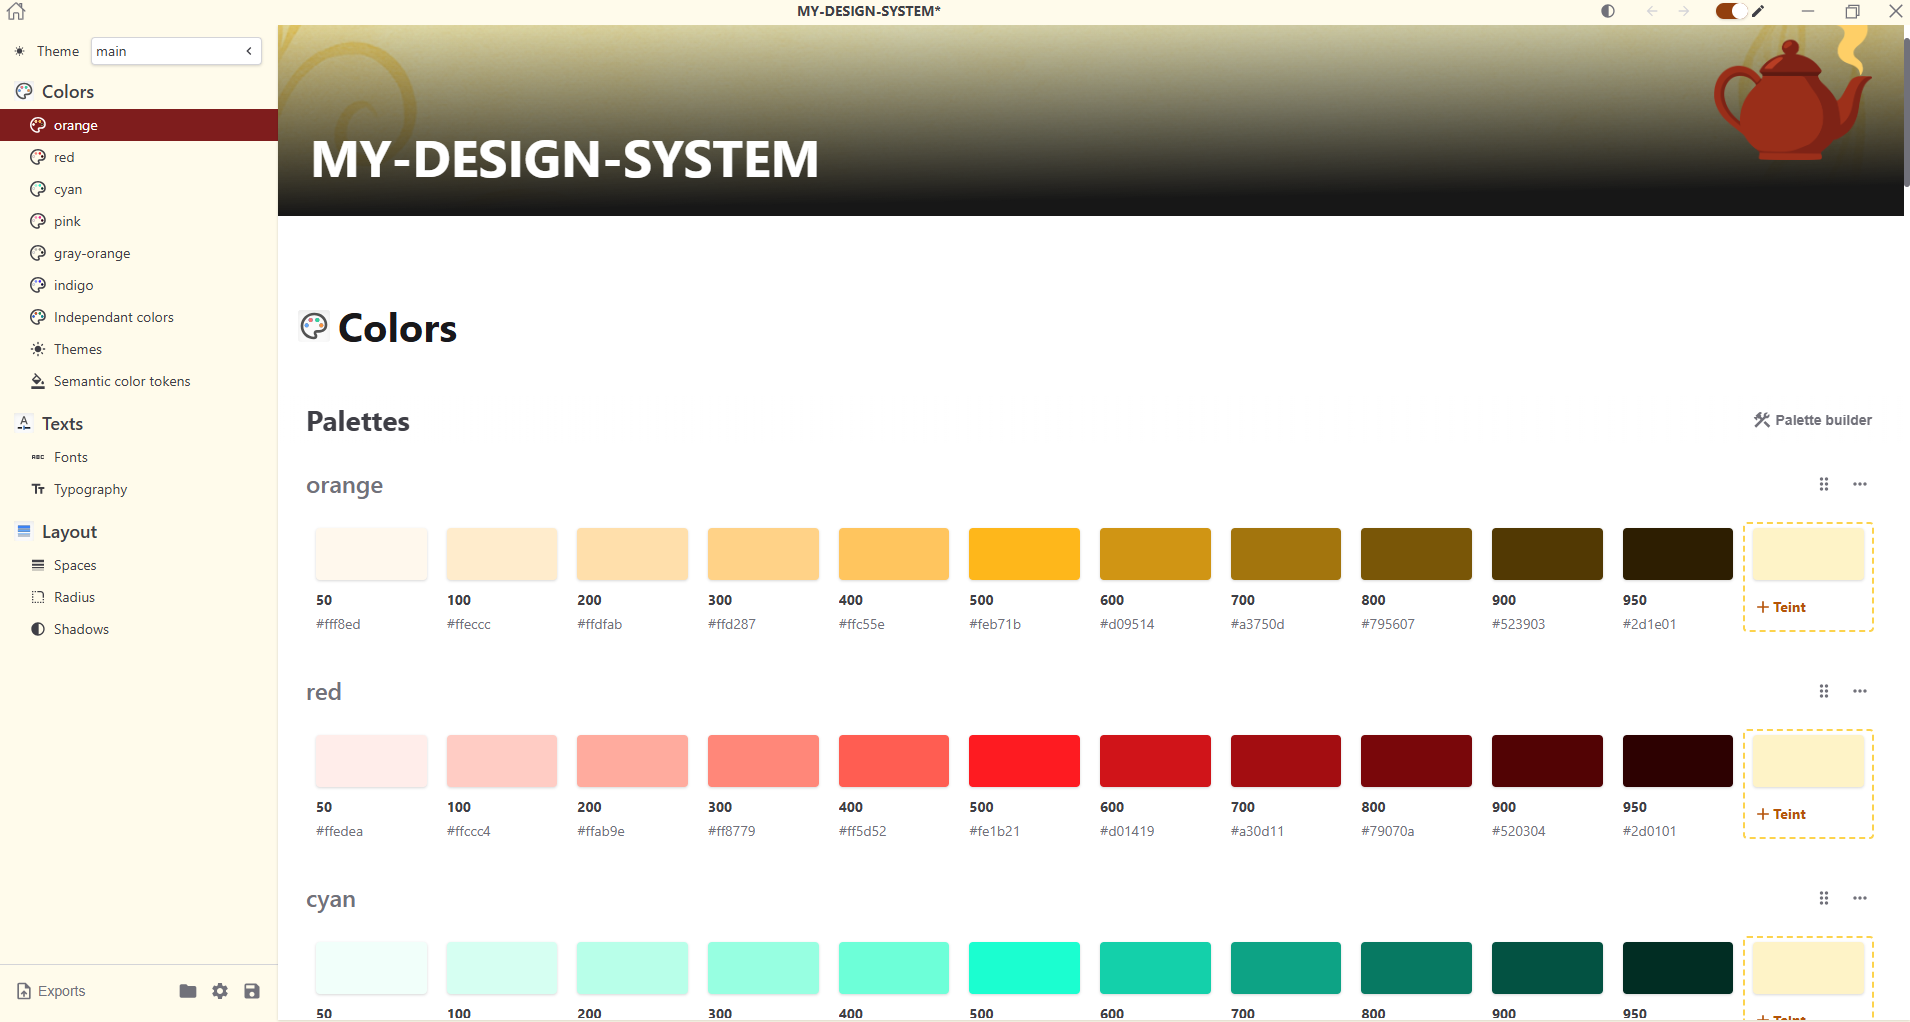 MY-DESIGN-SYSTEM*
Theme
main
Colors
orange
red
cyan
pink
gray-orange
indigo
Independant colors
Themes
Semantic color tokens
Texts
ABC Fonts
Typography
Layout
Spaces
Radius
Shadows
Exports
MY-DESIGN-SYSTEM
Colors
Palettes
Palette builder
orange
50 100 200 300 400 500 600 700 800 900 950
#fff8ed #ffeccc #ffdfab #ffd287 #ffc55e #feb71b #d09514 #a3750d #795607 #523903 #2d1e01
+ Teint
red
50 100 200 300 400 500 600 700 800 900 950
#ffedea #ffccc4 #ffab9e #ff8779 #ff5d52 #fe1b21 #d01419 #a30d11 #79070a #520304 #2d0101
+ Teint
cyan
50 100 200 300 400 500 600 700 800 900 950
+ Teint